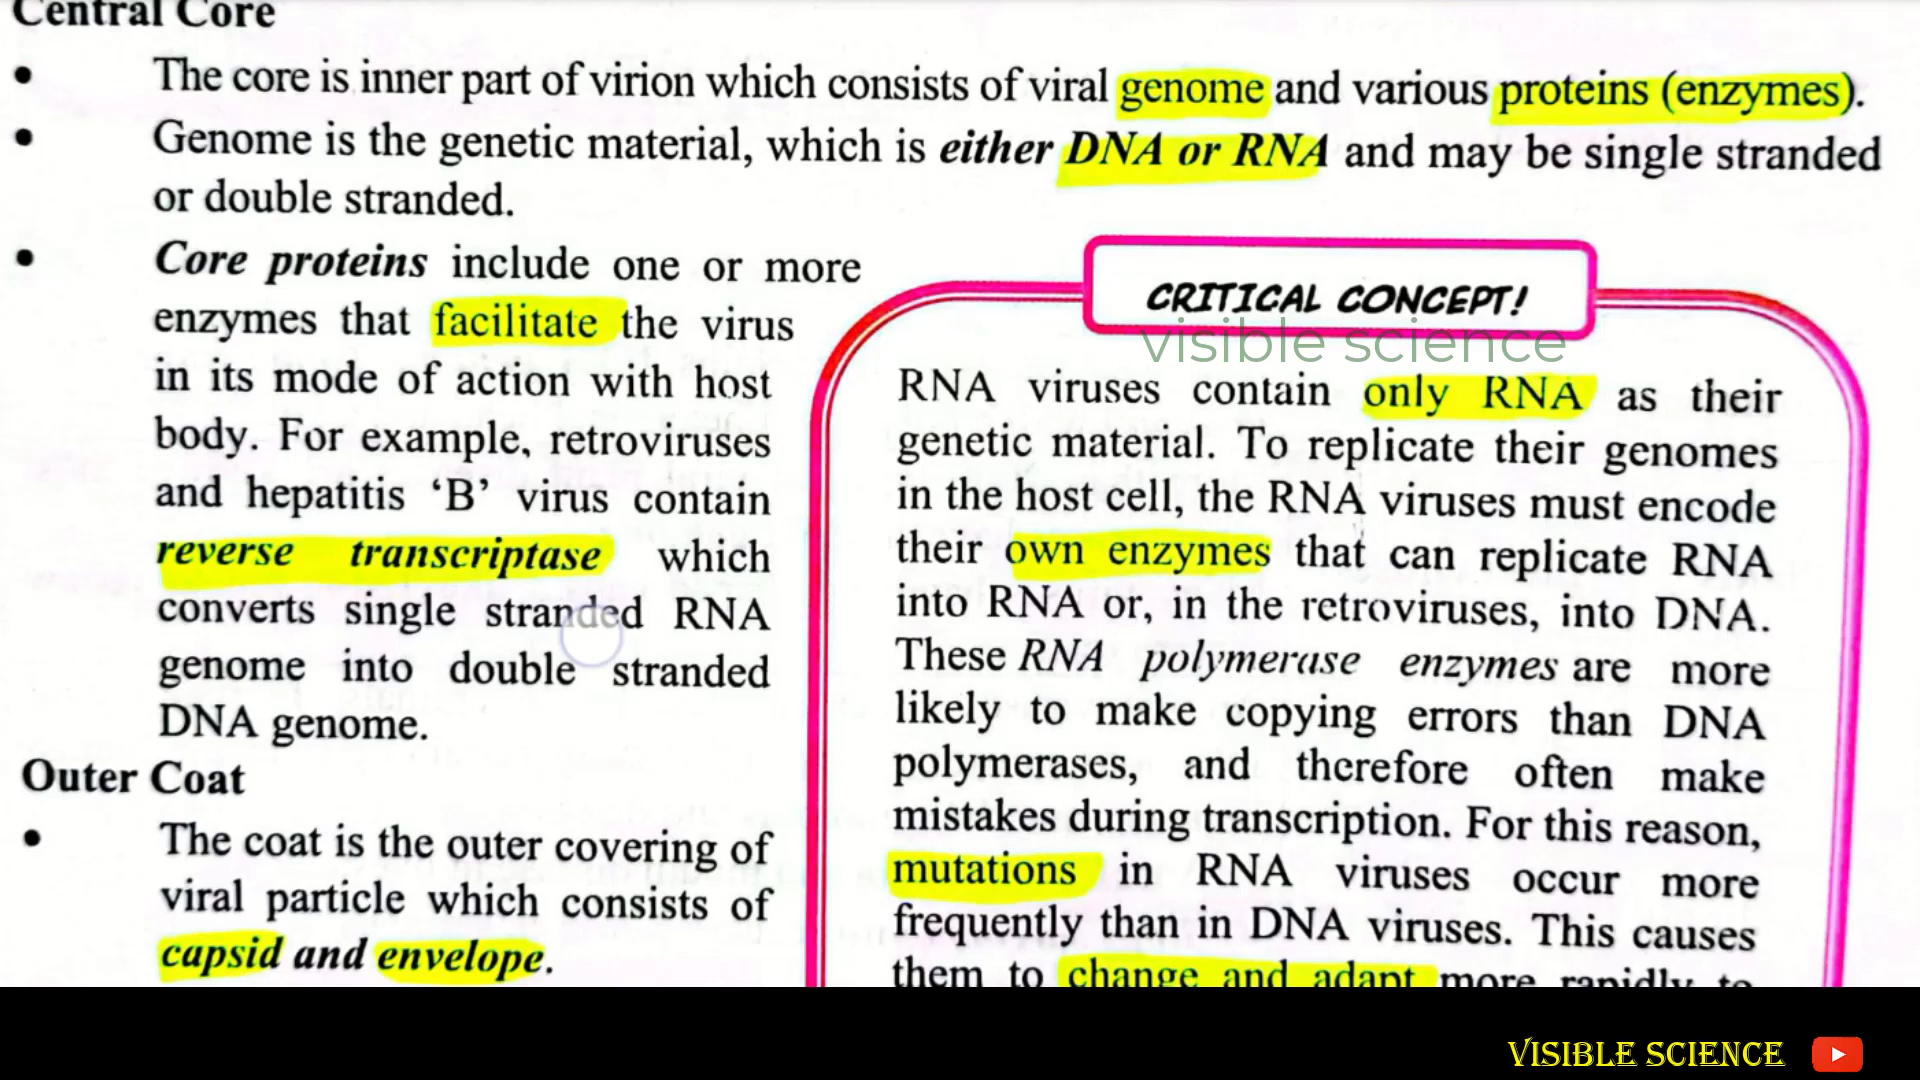 Central Core
• The core is inner part of virion which consists of viral genome and various proteins (enzymes).
• Genome is the genetic material, which is either DNA or RNA and may be single stranded
or double stranded.
• Core proteins include one or more
enzymes that facilitate the virus
in its mode of action with host
body. For example, retroviruses
and hepatitis ‘B’ virus contain
reverse transcriptase which
converts single stranded RNA
genome into double stranded
DNA genome.
Outer Coat
• The coat is the outer covering of
viral particle which consists of
capsid and envelope.
CRITICAL CONCEPT!
visible science
RNA viruses contain only RNA as their
genetic material. To replicate their genomes
in the host cell, the RNA viruses must encode
their own enzymes that can replicate RNA
into RNA or, in the retroviruses, into DNA.
These RNA polymerase enzymes are more
likely to make copying errors than DNA
polymerases, and therefore often make
mistakes during transcription. For this reason,
mutations in RNA viruses occur more
frequently than in DNA viruses. This causes
them to change and adapt more rapidly to
VISIBLE SCIENCE